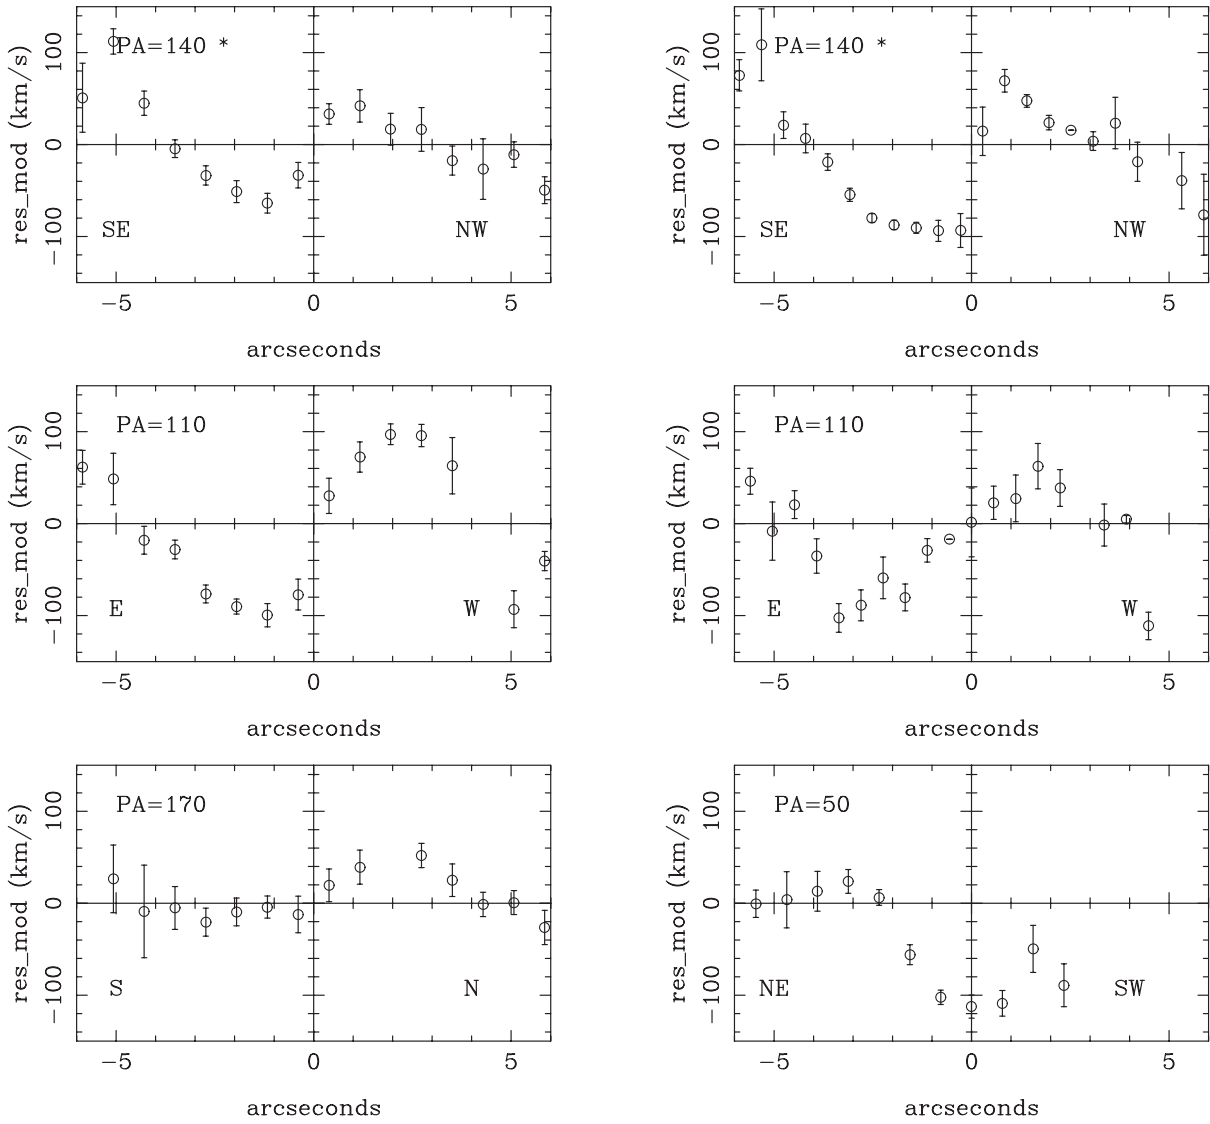 res_mod (km/s)
100
0
−100
PA=140 *
SE
NW
−5
0
5
arcseconds
res_mod (km/s)
100
0
−100
PA=140 *
SE
NW
−5
0
5
arcseconds
res_mod (km/s)
100
0
−100
PA=110
E
W
−5
0
5
arcseconds
res_mod (km/s)
100
0
−100
PA=110
E
W
−5
0
5
arcseconds
res_mod (km/s)
100
0
−100
PA=170
S
N
−5
0
5
arcseconds
res_mod (km/s)
100
0
−100
PA=50
NE
SW
−5
0
5
arcseconds